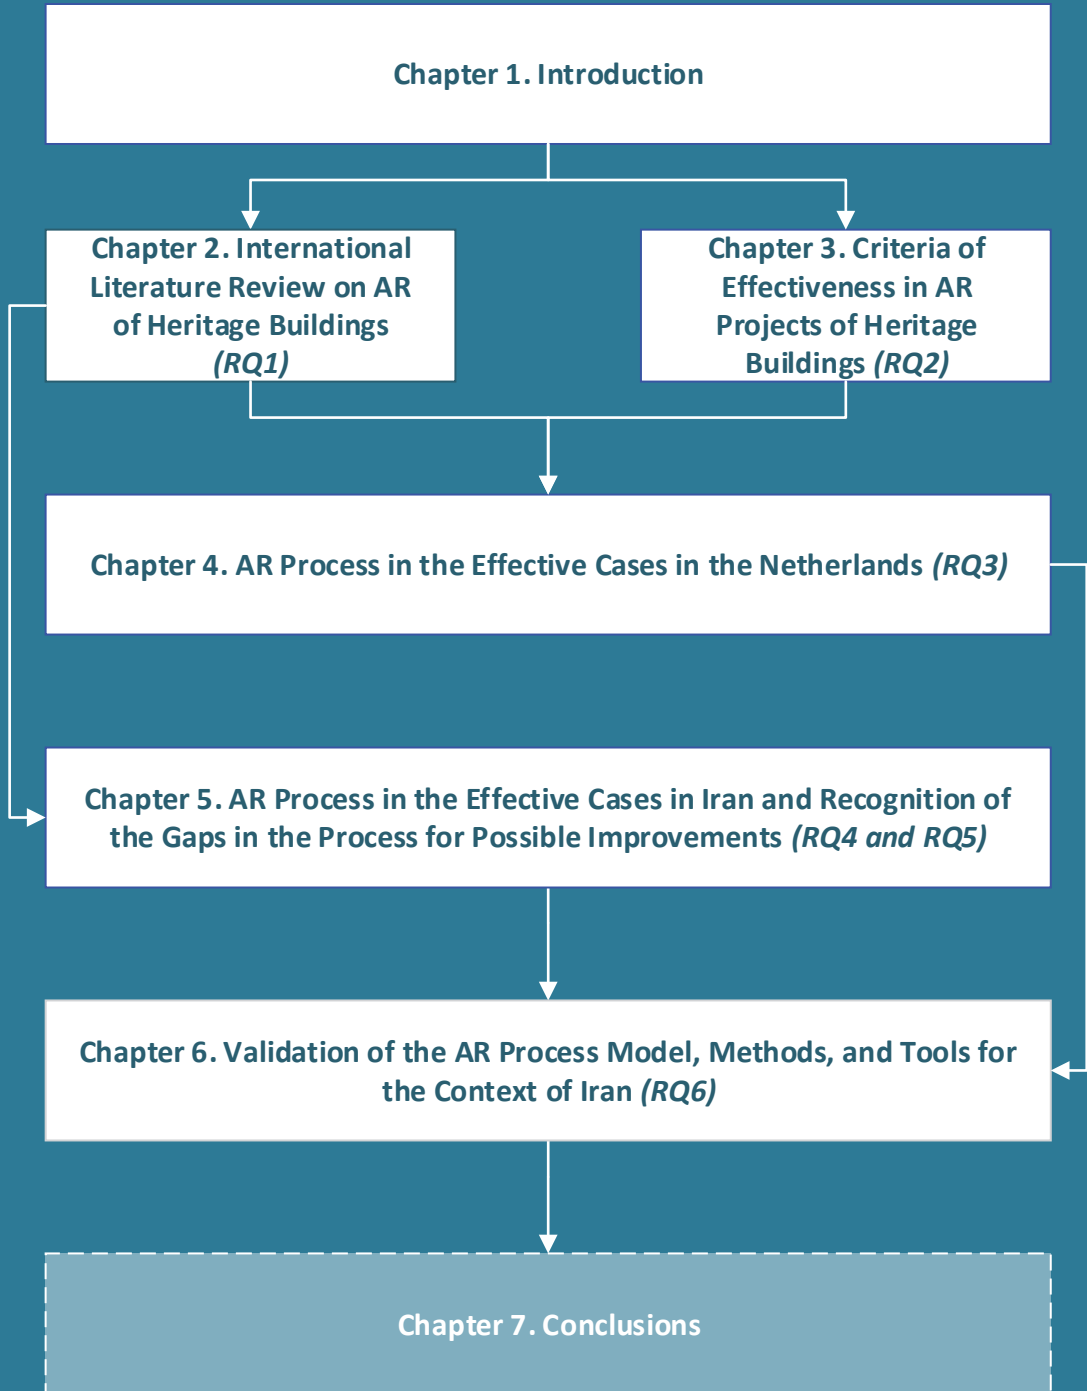 Chapter 1. Introduction
Chapter 2. International
Literature Review on AR
of Heritage Buildings
(RQ1)
Chapter 3. Criteria of
Effectiveness in AR
Projects of Heritage
Buildings (RQ2)
Chapter 4. AR Process in the Effective Cases in the Netherlands (RQ3)
Chapter 5. AR Process in the Effective Cases in Iran and Recognition of
the Gaps in the Process for Possible Improvements (RQ4 and RQ5)
Chapter 6. Validation of the AR Process Model, Methods, and Tools for
the Context of Iran (RQ6)
Chapter 7. Conclusions